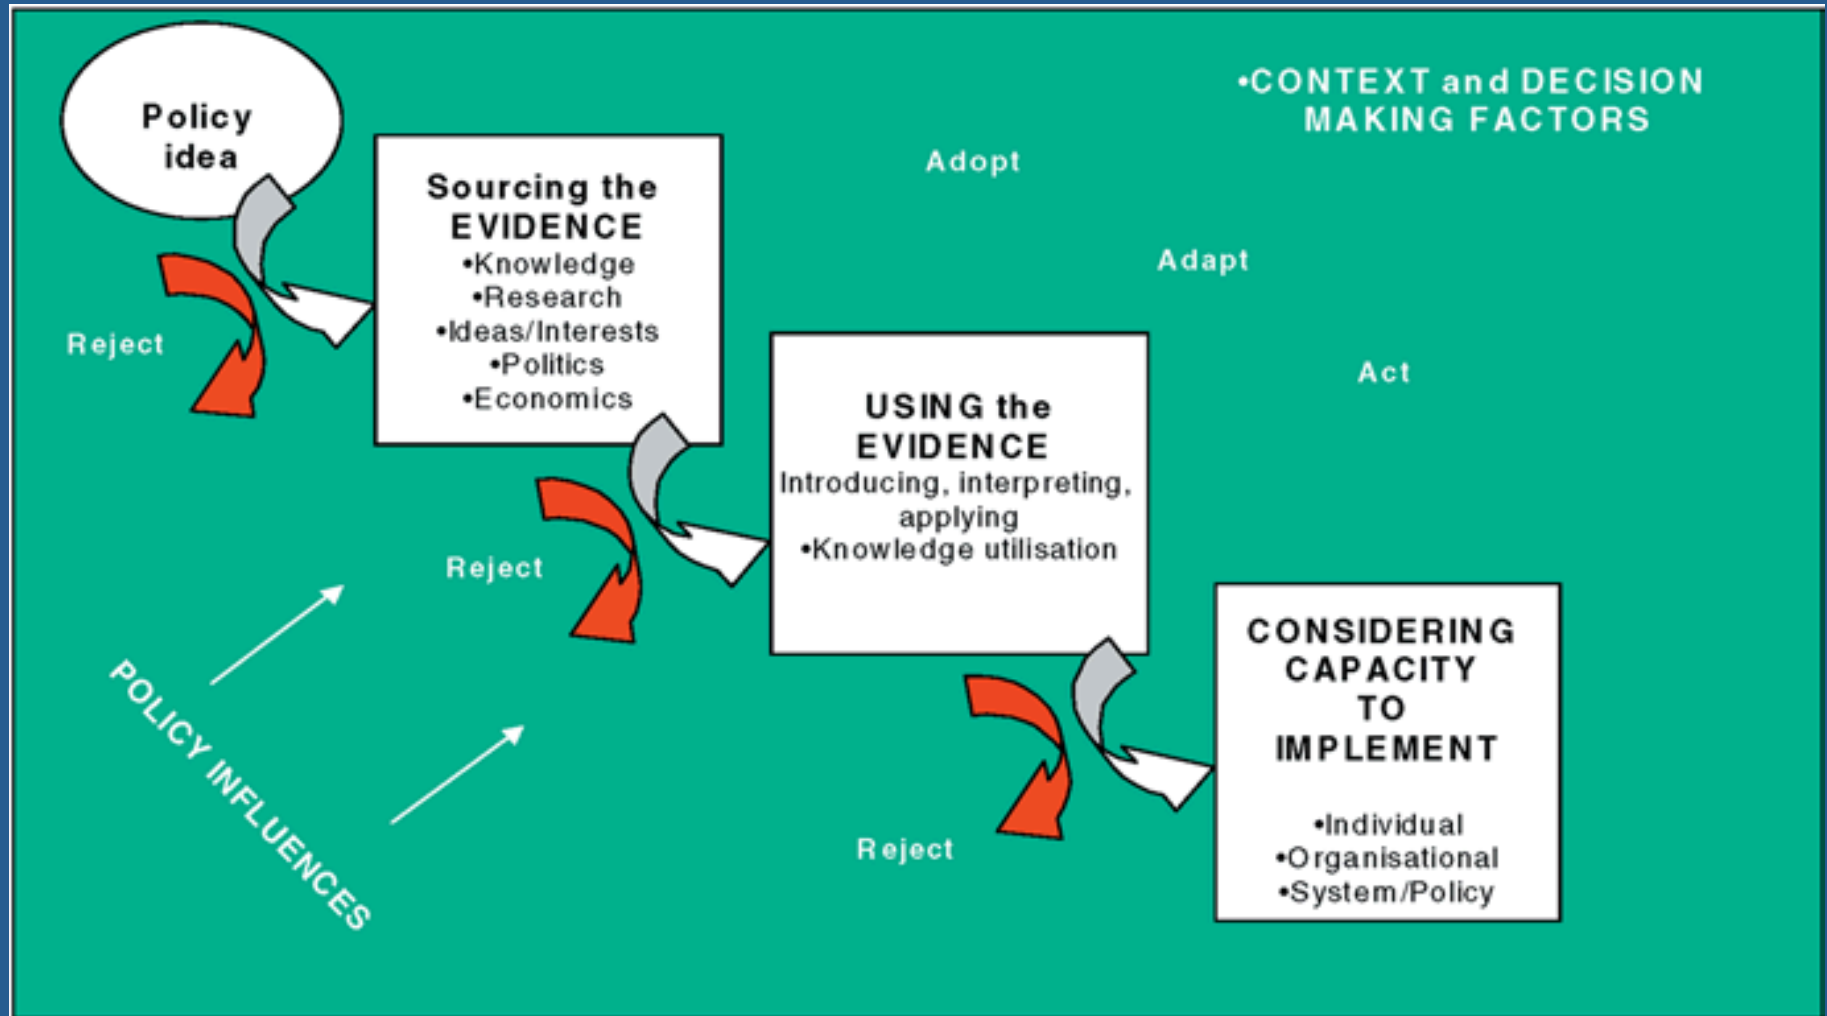 Policy
idea
•CONTEXT and DECISION
MAKING FACTORS
Sourcing the
EVIDENCE
•Knowledge
•Research
•Ideas/Interests
•Politics
•Economics
Adopt
Adapt
Act
Reject
USING the
EVIDENCE
Introducing, interpreting,
applying
•Knowledge utilisation
Reject
CONSIDERING
CAPACITY
TO
IMPLEMENT
•Individual
•Organisational
•System/Policy
Reject
POLICY INFLUENCES